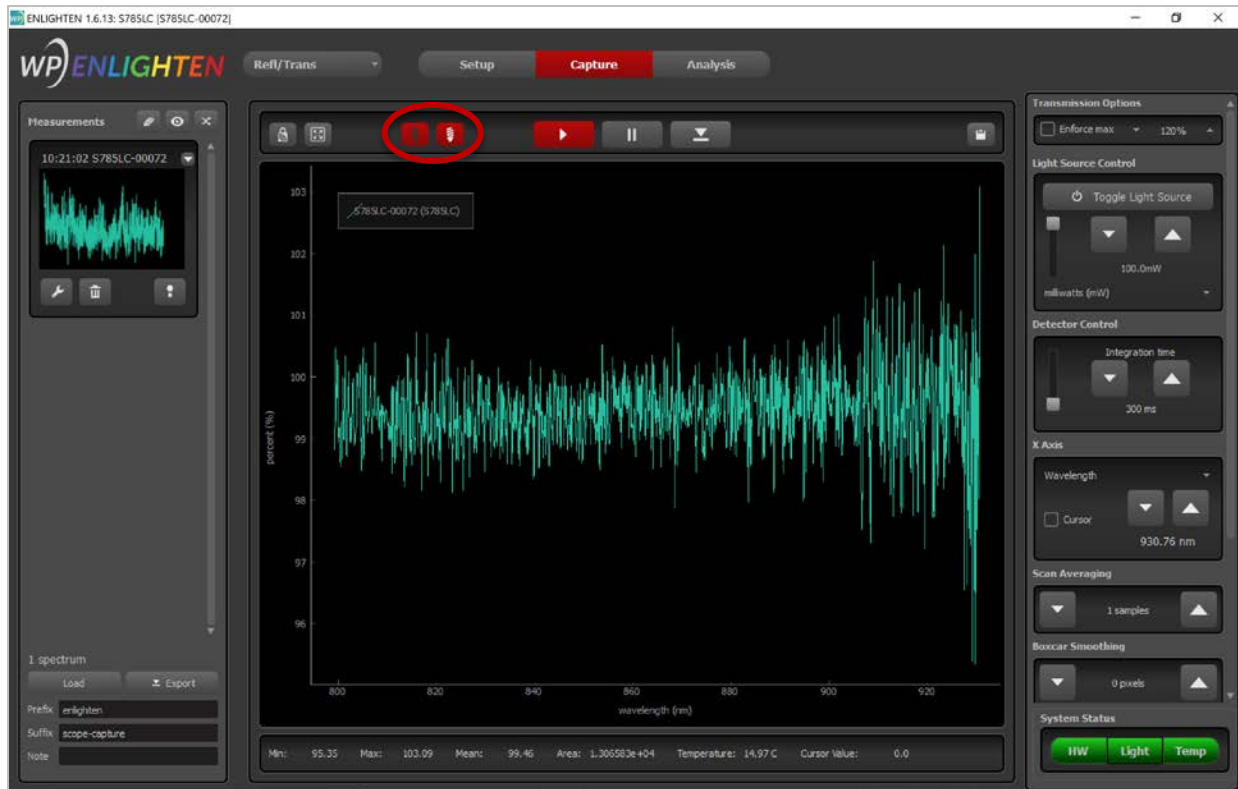 ENLIGHTEN 1.6.13: S785LC |S785LC-00072|
WP ENLIGHTEN
Refl/Trans
Setup
Capture
Analysis
Measurements
10:21:02 S785LC-00072
1 spectrum
Load
Export
Prefix enlighten
Suffix scope-capture
Note
S785LC-00072 (S785LC)
103
102
101
100
99
98
97
96
percent (%)
800 820 840 860 880 900 920
wavelength (nm)
Min: 95.35 Max: 103.09 Mean: 99.46 Area: 1.306583e+04 Temperature: 14.97 C Cursor Value: 0.0
Transmission Options
Enforce max 120%
Light Source Control
Toggle Light Source
100.0mW
milliwatts (mW)
Detector Control
Integration time
300 ms
X Axis
Wavelength
Cursor
930.76 nm
Scan Averaging
1 samples
Boxcar Smoothing
0 pixels
System Status
HW Light Temp